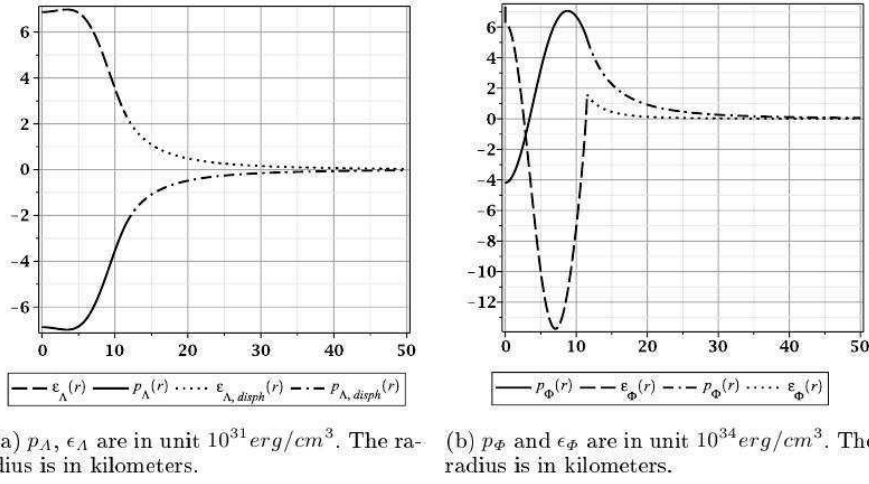 6
4
2
0
−2
−4
−6
0 10 20 30 40 50
ε_Λ(r) p_Λ(r) ε_Λ, disph(r) p_Λ, disph(r)
a) p_Λ, ϵ_Λ are in unit 10^31 erg/cm^3. The ra-
dius is in kilometers.
6
4
2
0
−2
−4
−6
−8
−10
−12
0 10 20 30 40 50
p_Φ(r) ε_Φ(r) p_Φ(r) ε_Φ(r)
(b) p_Φ and ϵ_Φ are in unit 10^34 erg/cm^3. The
radius is in kilometers.